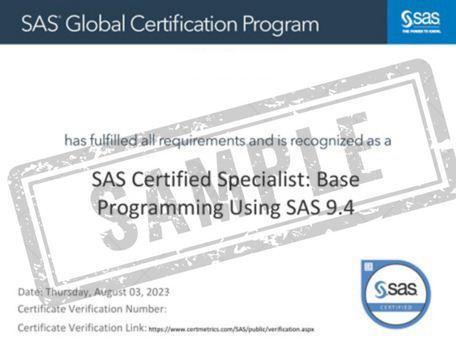 SAS® Global Certification Program
sas
THE POWER TO KNOW.
has fulfilled all requirements and is recognized as a
SAS Certified Specialist: Base
Programming Using SAS 9.4
SAMPLE
Date: Thursday, August 03, 2023
Certificate Verification Number:
Certificate Verification Link: https://www.certmetrics.com/SAS/public/verification.aspx
sas
CERTIFIED